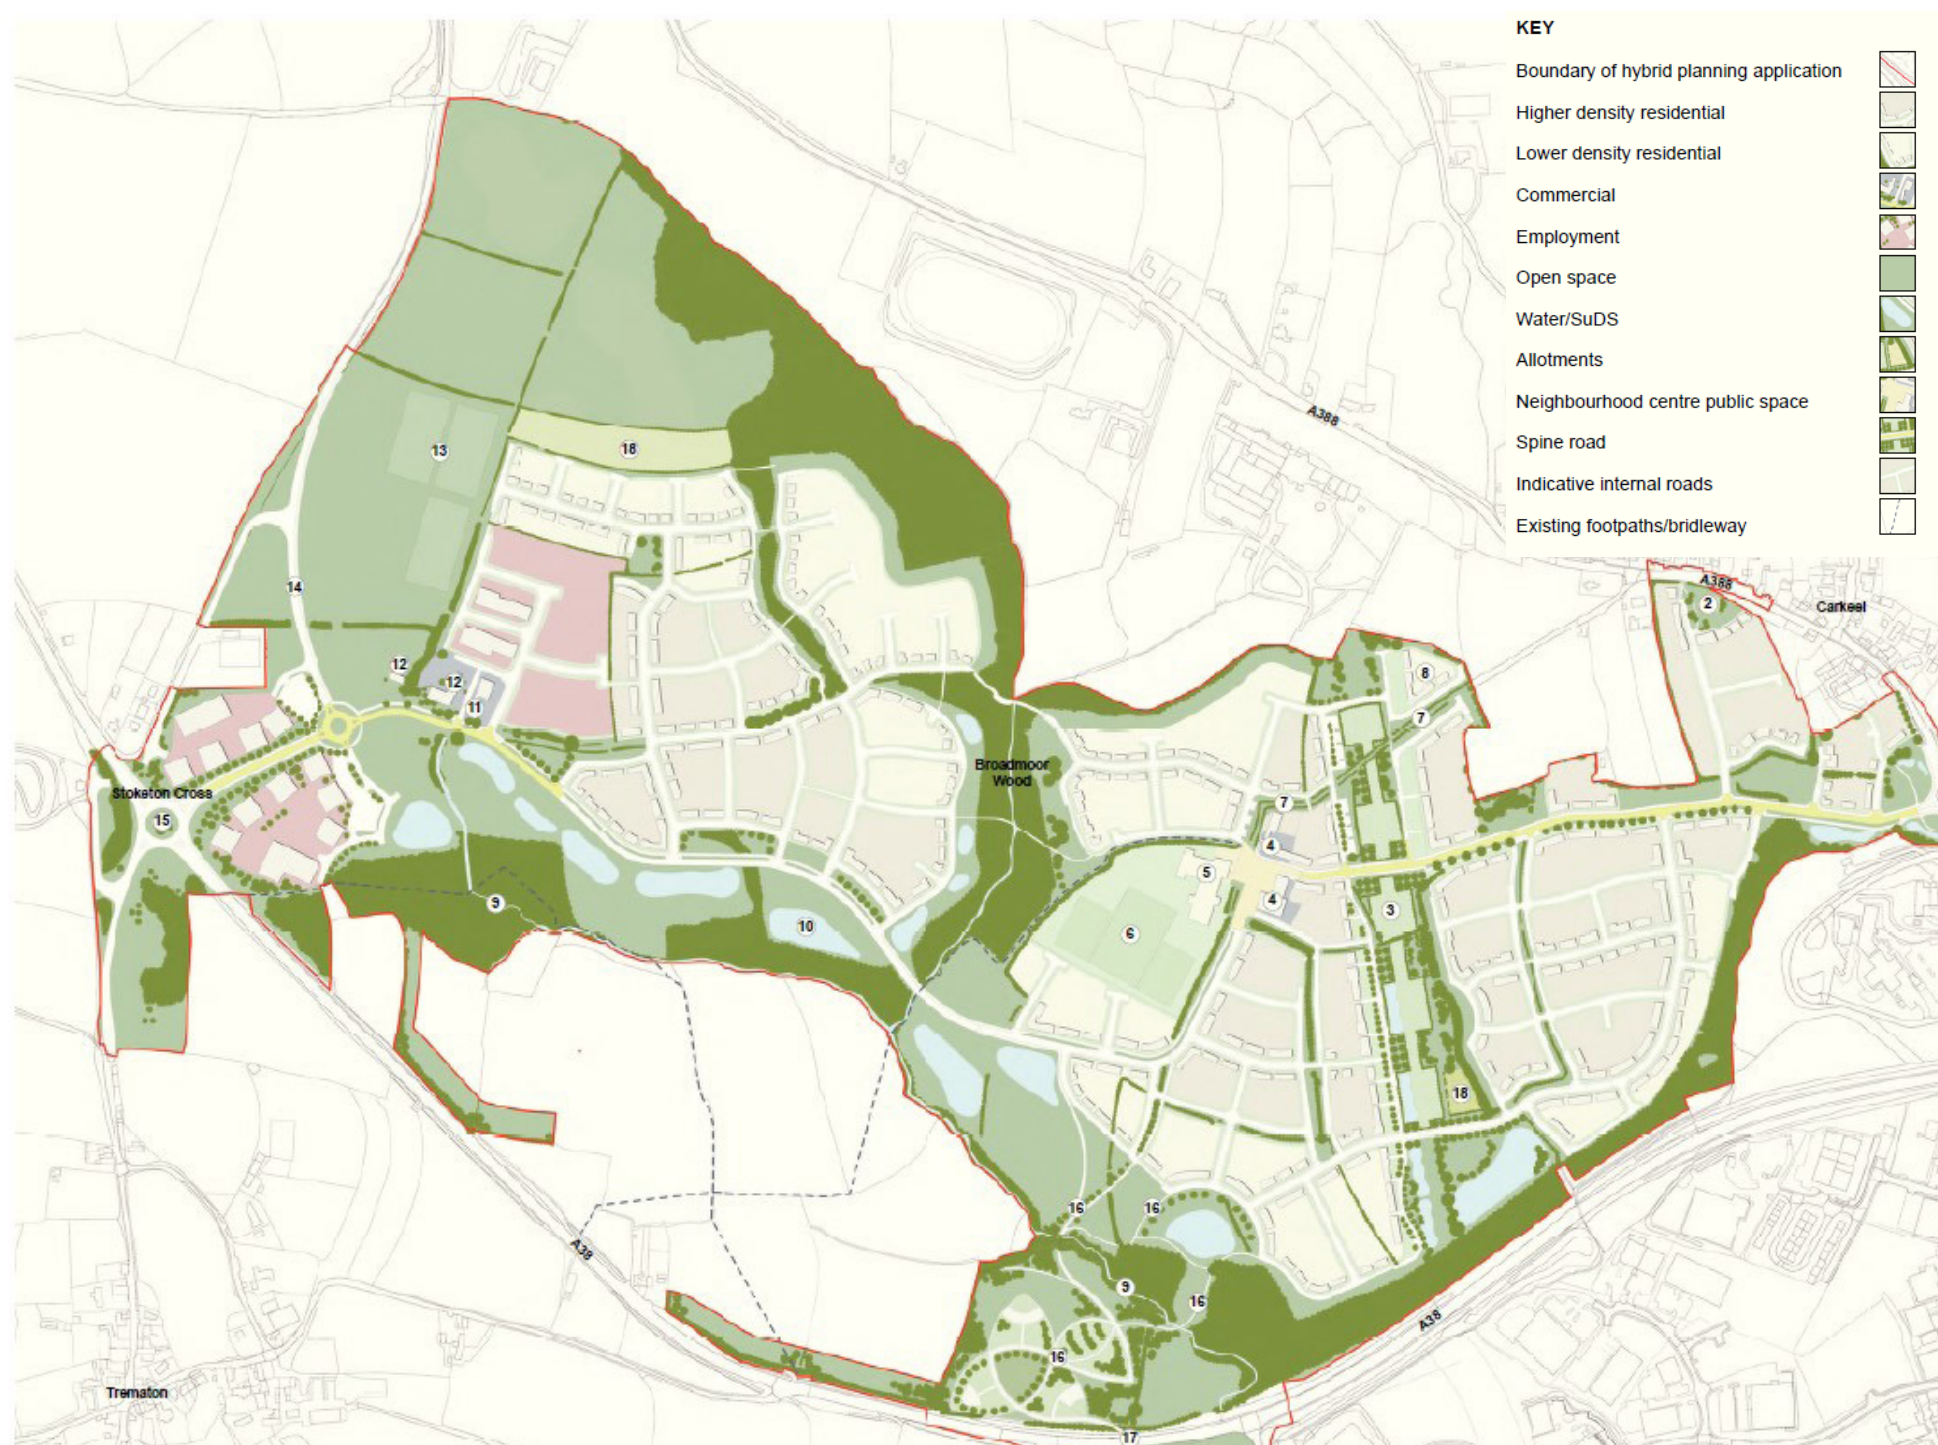 KEY
Boundary of hybrid planning application
Higher density residential
Lower density residential
Commercial
Employment
Open space
Water/SuDS
Allotments
Neighbourhood centre public space
Spine road
Indicative internal roads
Existing footpaths/bridleway
A388
13
18
14
A388
2
Carkeel
12
12
11
8
7
Broadmoor
Wood
Stoketon Cross
15
7
4
5
4
3
9
10
6
18
16
16
A38
9
16
A38
16
Trematon
17